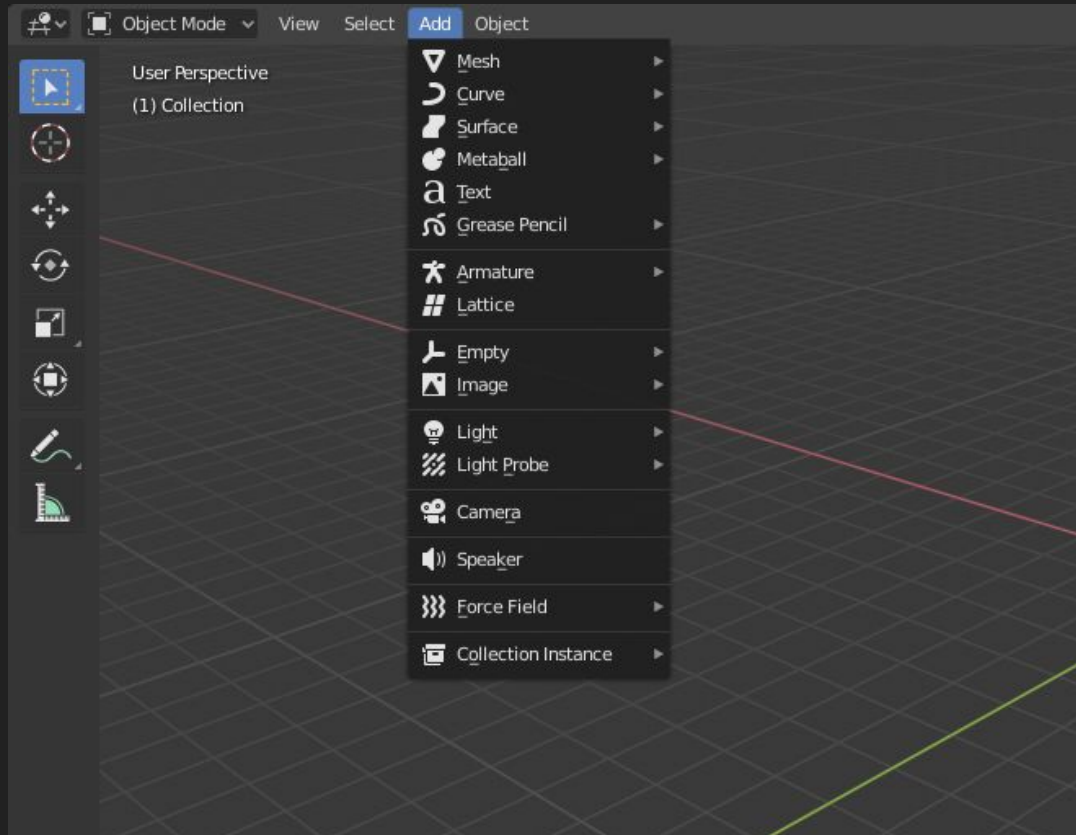 Object Mode View Select Add Object
User Perspective
(1) Collection
Mesh
Curve
Surface
Metaball
Text
Grease Pencil
Armature
Lattice
Empty
Image
Light
Light Probe
Camera
Speaker
Force Field
Collection Instance